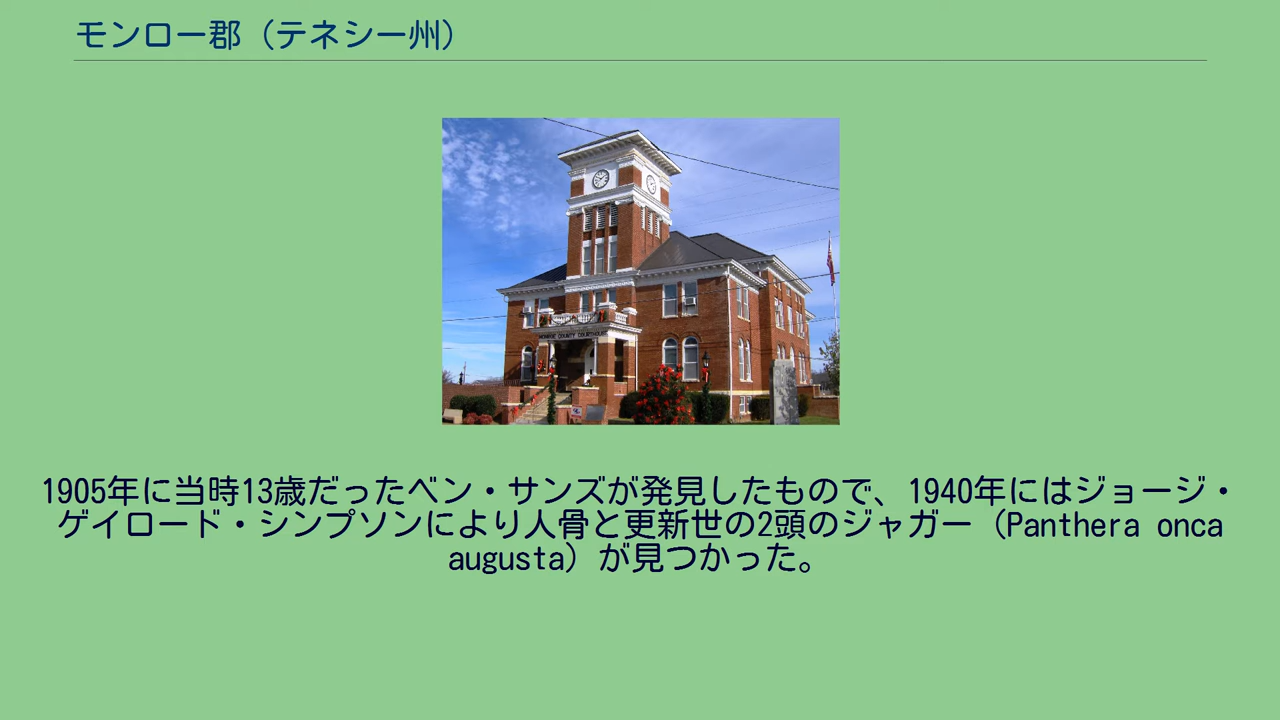 モンロー郡（テネシー州）
MONROE COUNTY COURTHOUSE
1905年に当時13歳だったベン・サンズが発見したもので、1940年にはジョージ・
ゲイロード・シンプソンにより人骨と更新世の2頭のジャガー（Panthera onca
augusta）が見つかった。